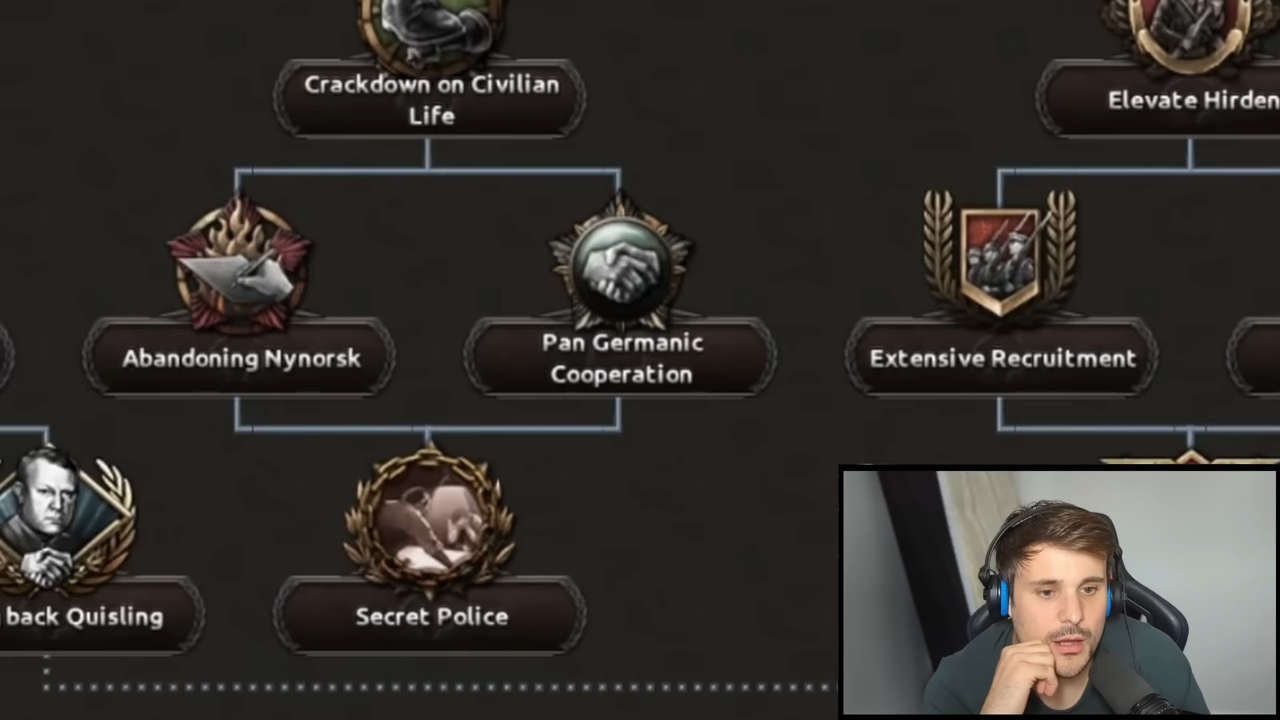 Crackdown on Civilian
Life
Elevate Hirden
Abandoning Nynorsk
Pan Germanic
Cooperation
Extensive Recruitment
back Quisling
Secret Police